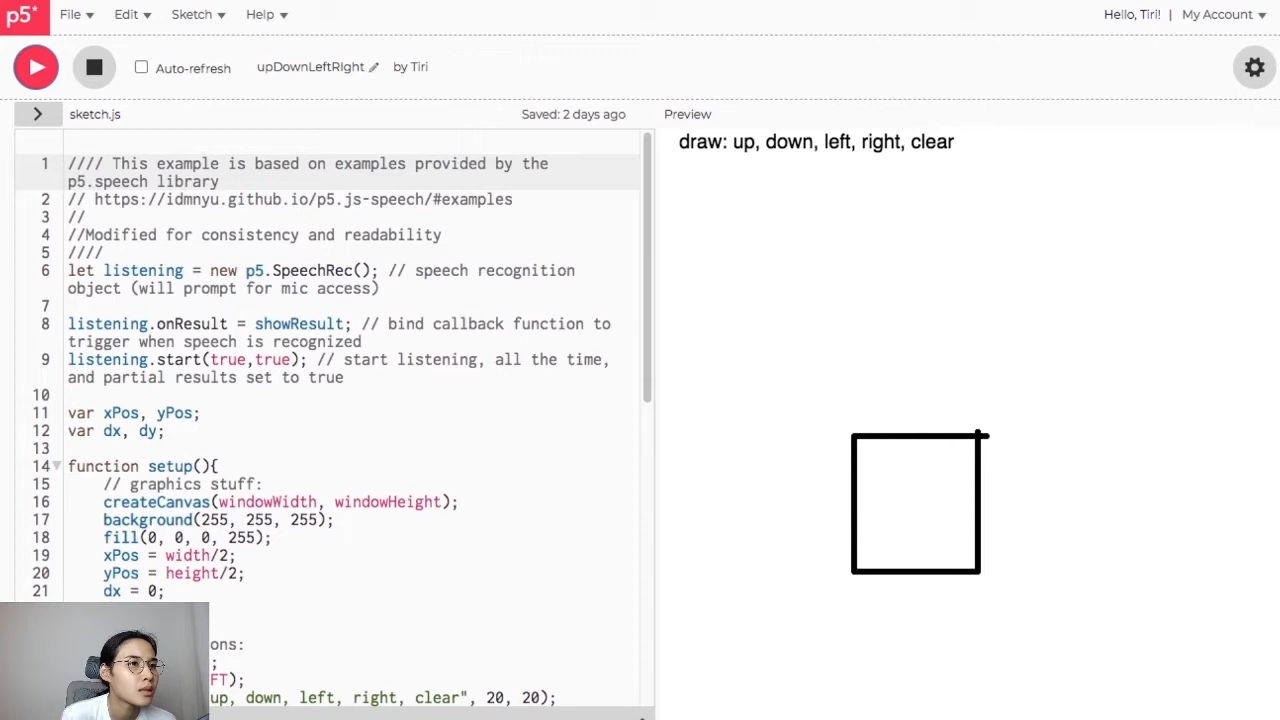 p5*
File Edit Sketch Help
Hello, Tiri! | My Account
Auto-refresh
upDownLeftRIght
by Tiri
sketch.js
Saved: 2 days ago
Preview
1 //// This example is based on examples provided by the
p5.speech library
2 // https://idmnyu.github.io/p5.js-speech/#examples
3 //
4 //Modified for consistency and readability
5 ////
6 let listening = new p5.SpeechRec(); // speech recognition
object (will prompt for mic access)
7
8 listening.onResult = showResult; // bind callback function to
trigger when speech is recognized
9 listening.start(true,true); // start listening, all the time,
and partial results set to true
10
11 var xPos, yPos;
12 var dx, dy;
13
14 function setup(){
15 // graphics stuff:
16 createCanvas(windowWidth, windowHeight);
17 background(255, 255, 255);
18 fill(0, 0, 0, 255);
19 xPos = width/2;
20 yPos = height/2;
21 dx = 0;
ons:
;
FT);
up, down, left, right, clear", 20, 20);
draw: up, down, left, right, clear